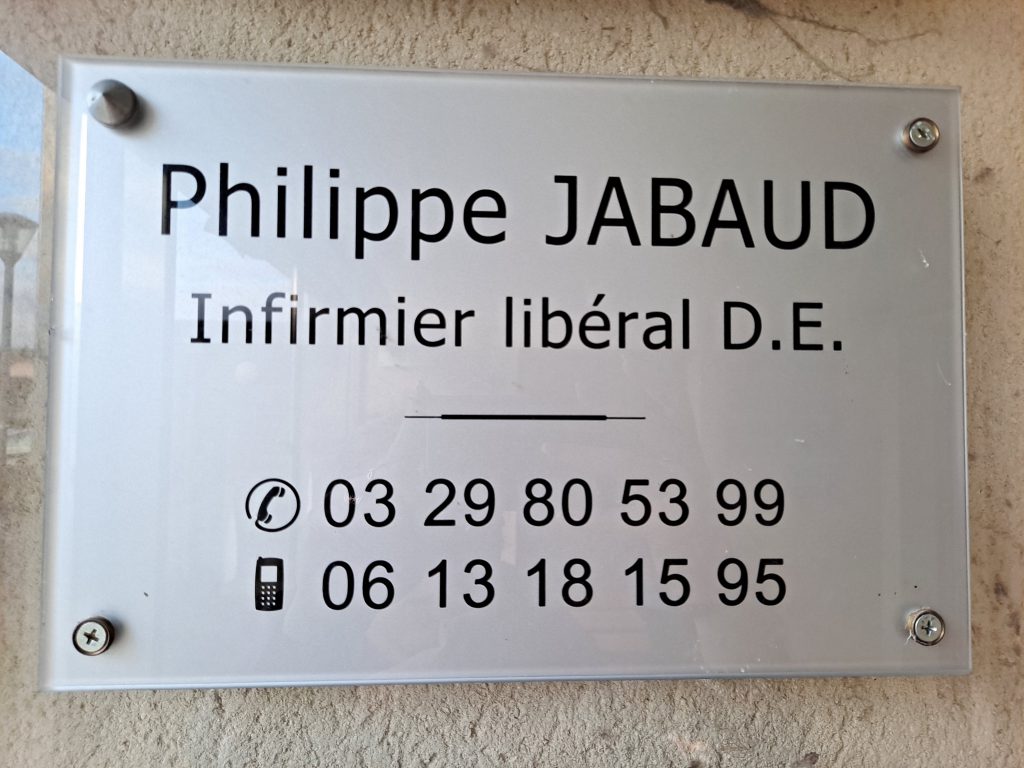 Philippe JABAUD
Infirmier libéral D.E.
03 29 80 53 99
06 13 18 15 95